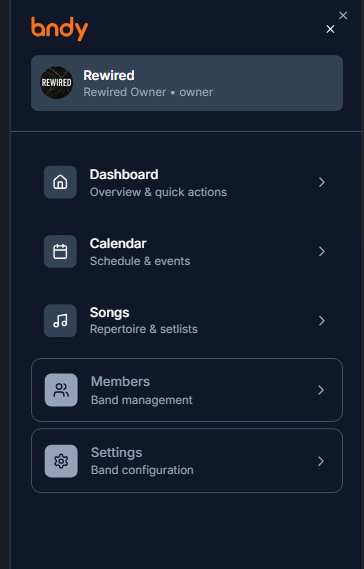 bndy
REWIRED
Rewired
Rewired Owner • owner
Dashboard
Overview & quick actions
Calendar
Schedule & events
Songs
Repertoire & setlists
Members
Band management
Settings
Band configuration